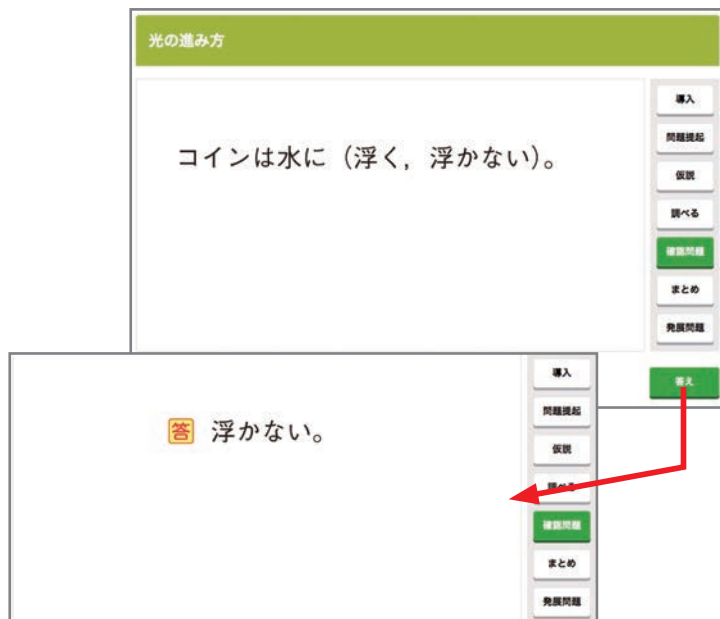 光の進み方
コインは水に（浮く，浮かない）。
導入
問題提起
仮説
調べる
確認問題
まとめ
発展問題
答え
答 浮かない。
導入
問題提起
仮説
調べる
確認問題
まとめ
発展問題